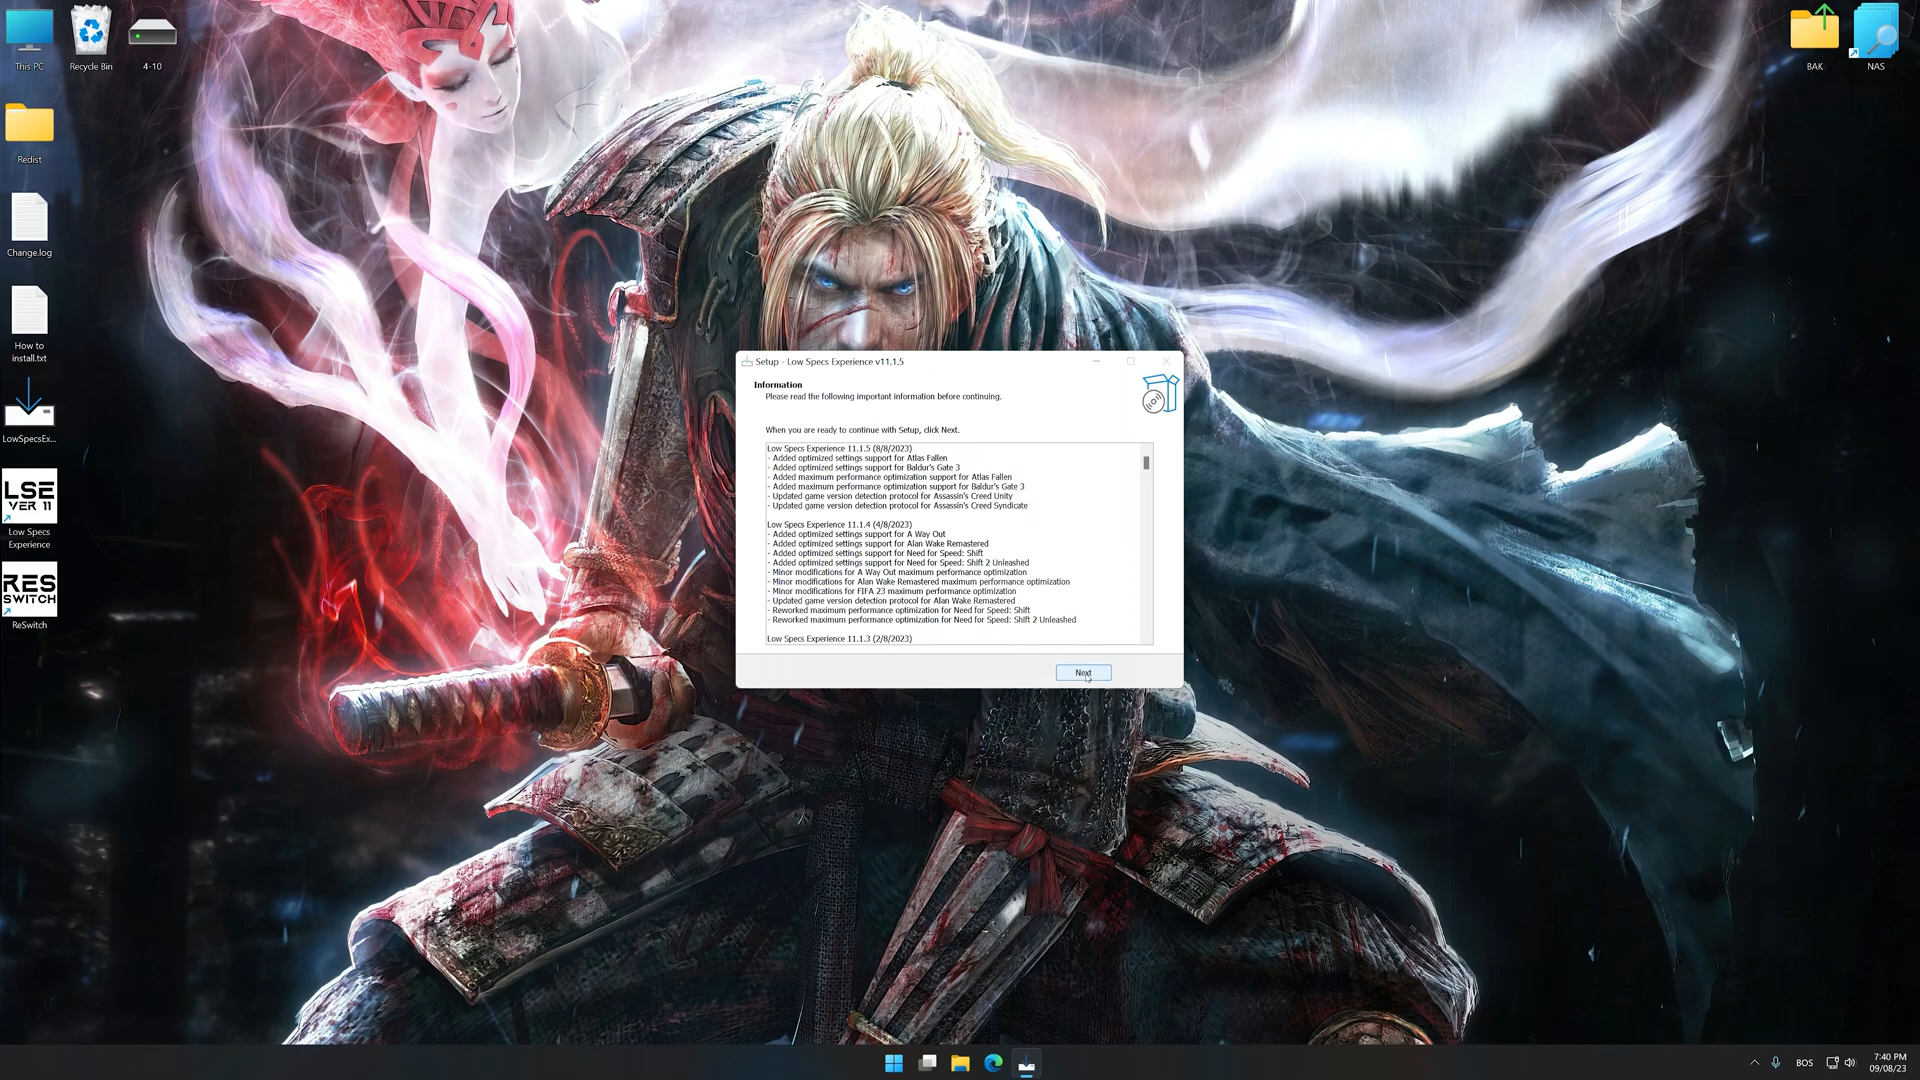 This PC
Recycle Bin
4-10
BAK
NAS
Redist
Change.log
How to
install.txt
LowSpecsEx...
LSE
VER 11
Low Specs
Experience
RES
SWITCH
ReSwitch
Setup - Low Specs Experience v11.1.5
Information
Please read the following important information before continuing.
When you are ready to continue with Setup, click Next.
Low Specs Experience 11.1.5 (8/8/2023)
- Added optimized settings support for Atlas Fallen
- Added optimized settings support for Baldur's Gate 3
- Added maximum performance optimization support for Atlas Fallen
- Added maximum performance optimization support for Baldur's Gate 3
- Updated game version detection protocol for Assassin's Creed Unity
- Updated game version detection protocol for Assassin's Creed Syndicate
Low Specs Experience 11.1.4 (4/8/2023)
- Added optimized settings support for A Way Out
- Added optimized settings support for Alan Wake Remastered
- Added optimized settings support for Need for Speed: Shift
- Added optimized settings support for Need for Speed: Shift 2 Unleashed
- Minor modifications for A Way Out maximum performance optimization
- Minor modifications for Alan Wake Remastered maximum performance optimization
- Minor modifications for FIFA 23 maximum performance optimization
- Updated game version detection protocol for Alan Wake Remastered
- Reworked maximum performance optimization for Need for Speed: Shift
- Reworked maximum performance optimization for Need for Speed: Shift 2 Unleashed
Low Specs Experience 11.1.3 (2/8/2023)
Next
BOS
7:40 PM
09/08/23